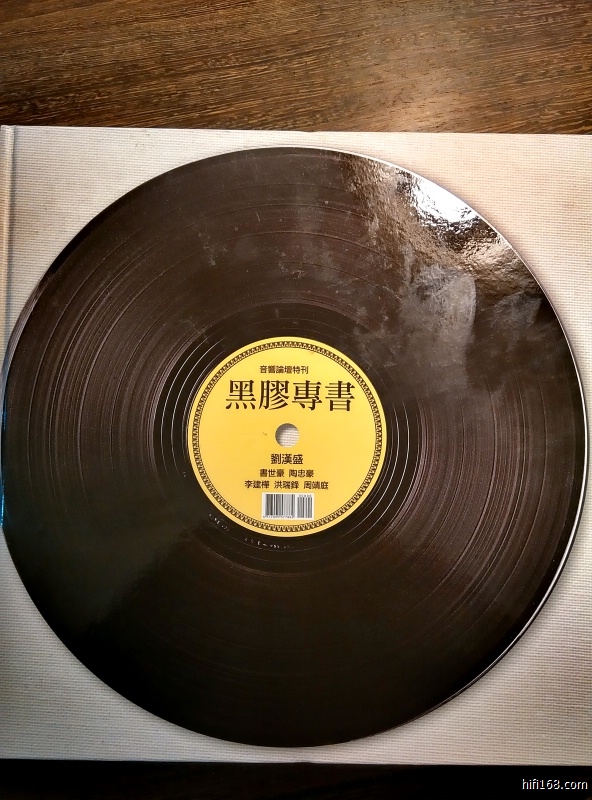 音響論壇特刊
黑膠專書
劉漢盛
書世豪 陶忠豪
李建樺 洪瑞鋒 周靖庭
hifi168.com